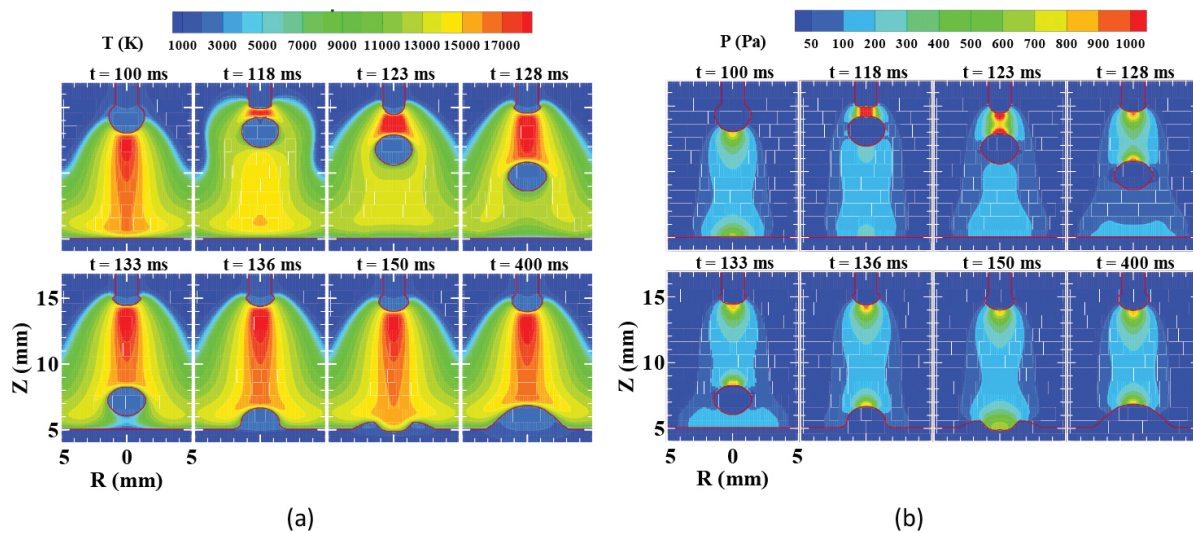 T (K)
1000 3000 5000 7000 9000 11000 13000 15000 17000
t = 100 ms t = 118 ms t = 123 ms t = 128 ms
t = 133 ms t = 136 ms t = 150 ms t = 400 ms
15
10
5
Z (mm)
5 0 5
R (mm)
(a)
P (Pa)
50 100 200 300 400 500 600 700 800 900 1000
t = 100 ms t = 118 ms t = 123 ms t = 128 ms
t = 133 ms t = 136 ms t = 150 ms t = 400 ms
15
10
5
Z (mm)
5 0 5
R (mm)
(b)